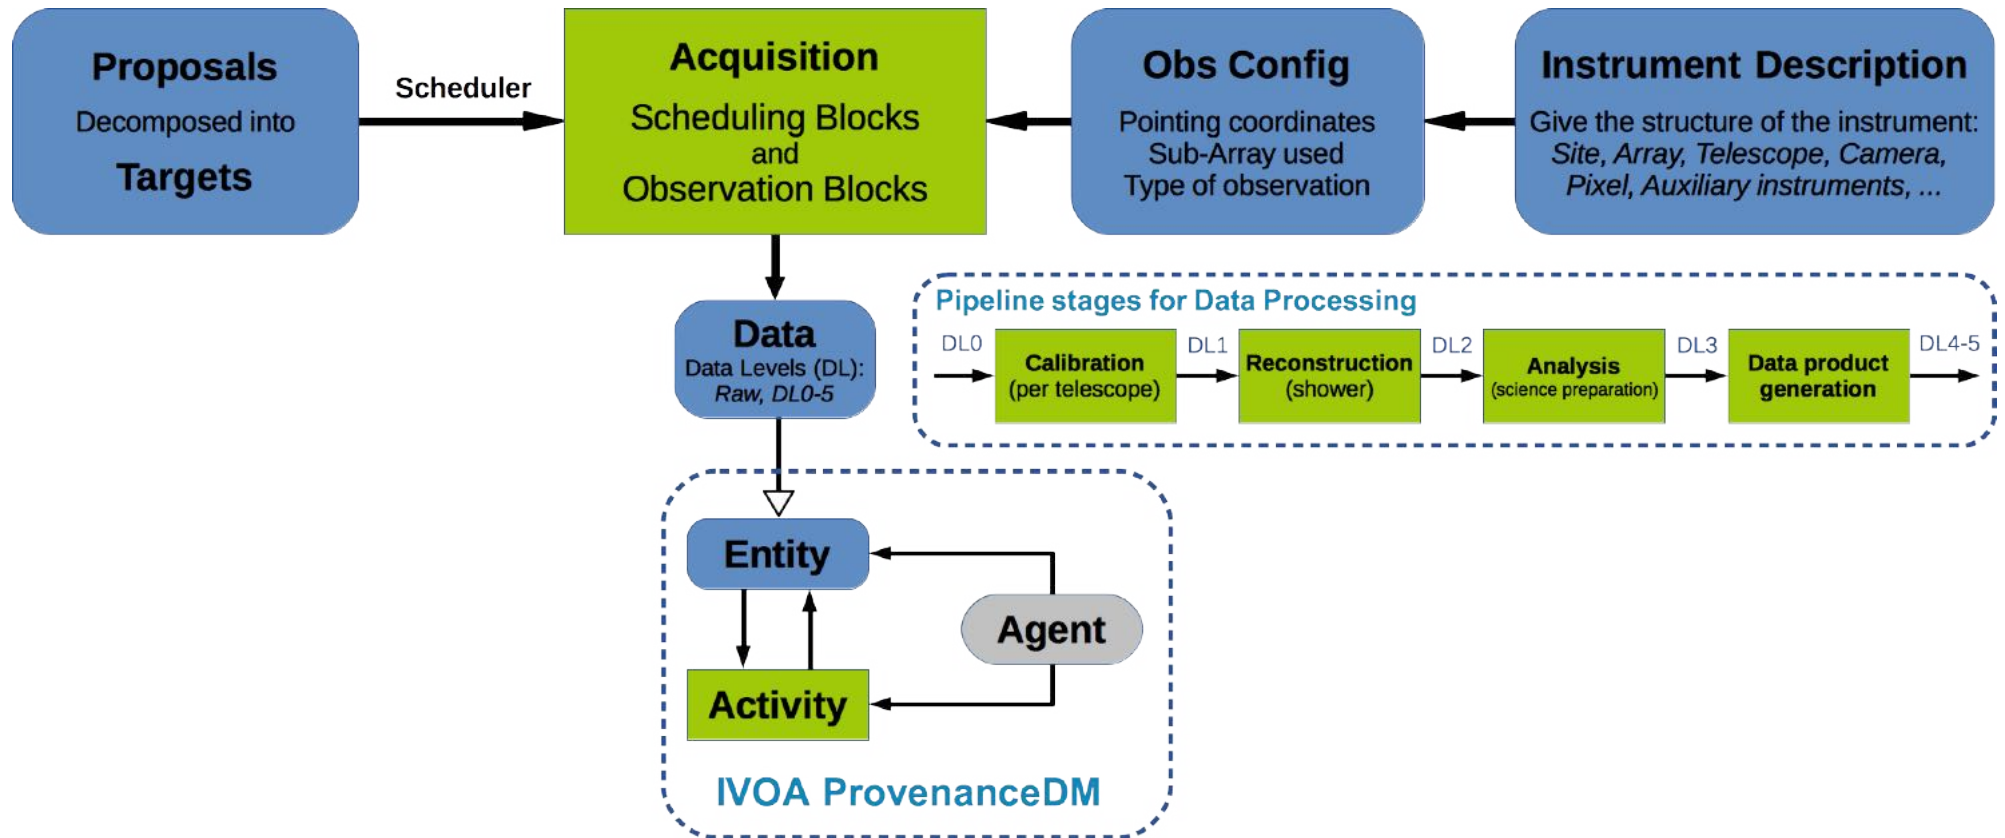 Proposals
Decomposed into
Targets
Scheduler
Acquisition
Scheduling Blocks
and
Observation Blocks
Obs Config
Pointing coordinates
Sub-Array used
Type of observation
Instrument Description
Give the structure of the instrument:
Site, Array, Telescope, Camera,
Pixel, Auxiliary instruments, ...
Data
Data Levels (DL):
Raw, DL0-5
Pipeline stages for Data Processing
DL0
Calibration
(per telescope)
DL1
Reconstruction
(shower)
DL2
Analysis
(science preparation)
DL3
Data product
generation
DL4-5
Entity
Agent
Activity
IVOA ProvenanceDM